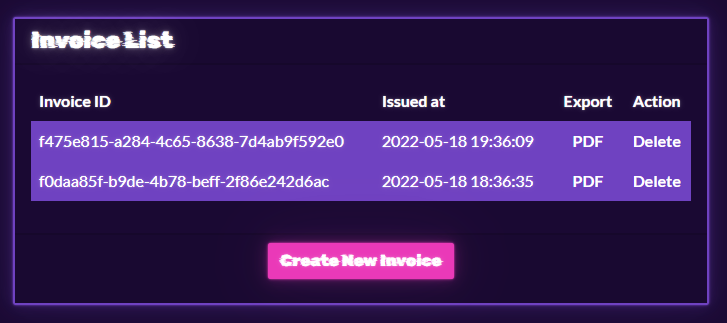 Invoice List
Invoice ID Issued at Export Action
f475e815-a284-4c65-8638-7d4ab9f592e0 2022-05-18 19:36:09 PDF Delete
f0daa85f-b9de-4b78-beff-2f86e242d6ac 2022-05-18 18:36:35 PDF Delete
Create New Invoice